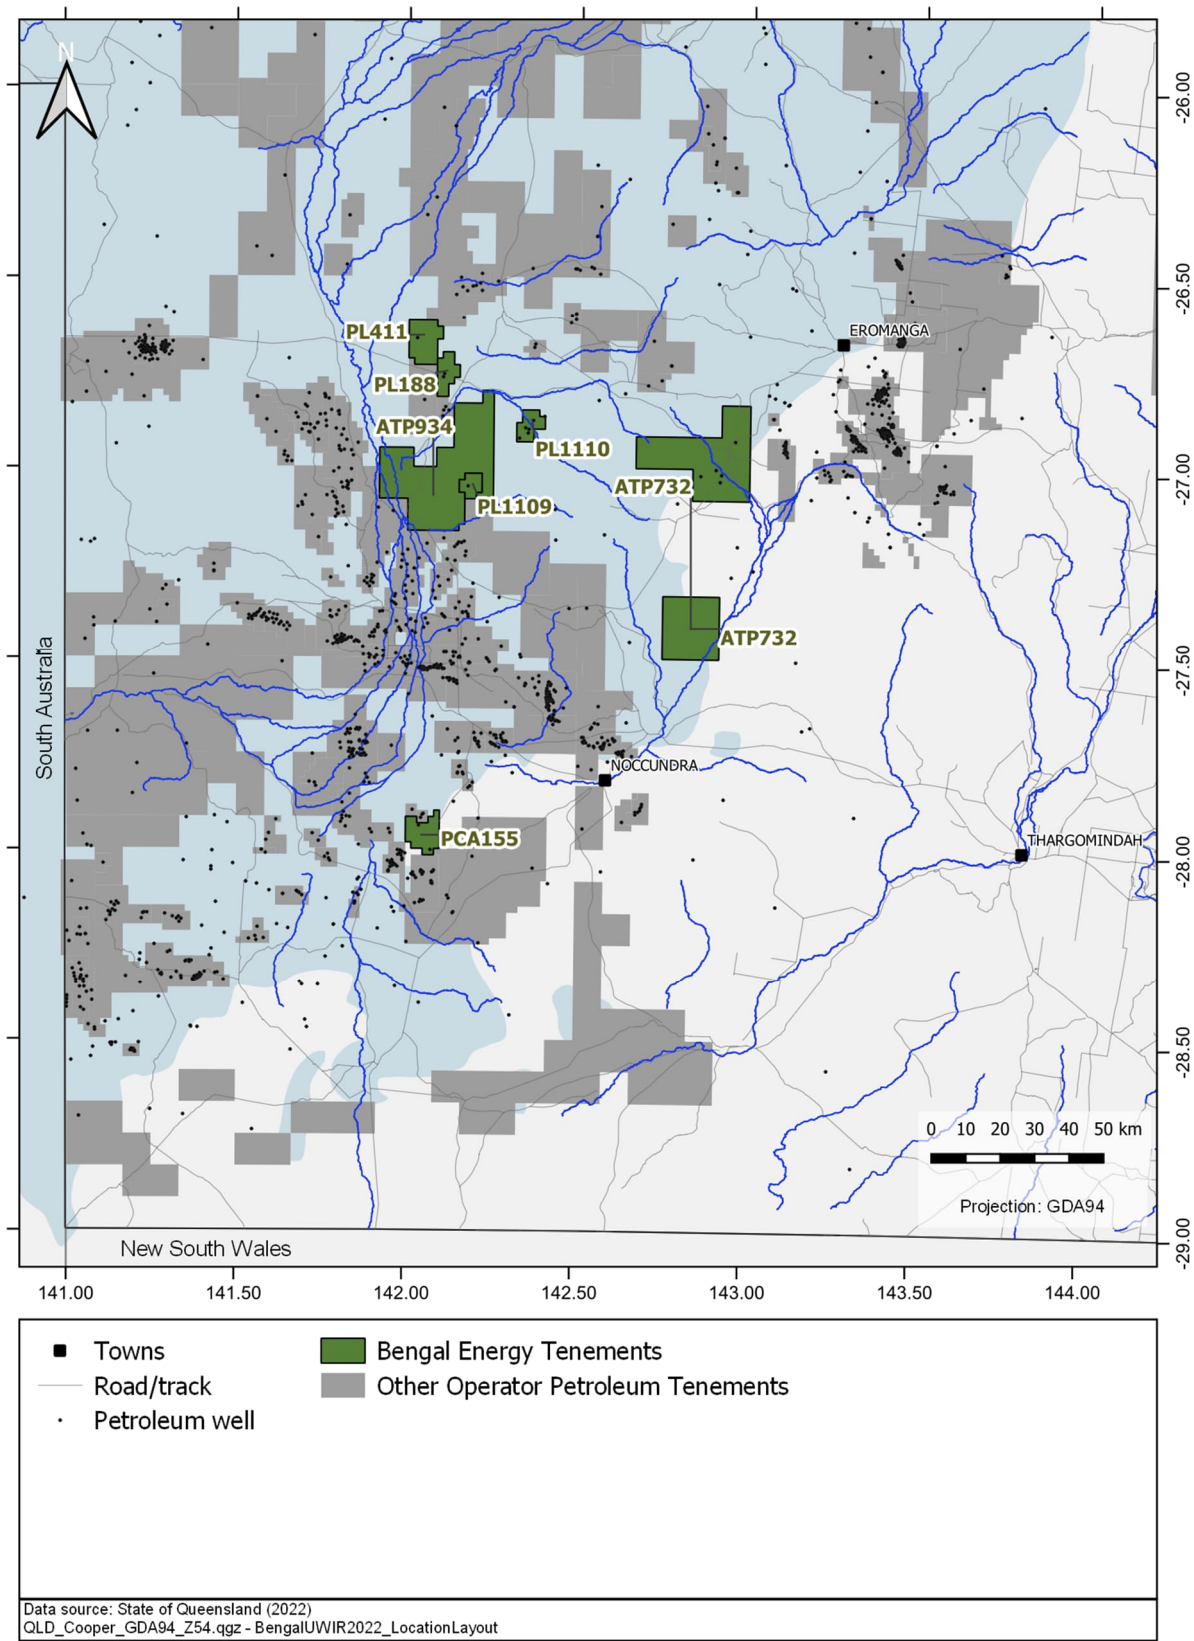 N
-26.00
-26.50
EROMANGA
PL411
PL188
ATP934
PL1110
-27.00
ATP732
PL1109
ATP732
-27.50
South Australia
NOCCUNDRA
PCA155
THARGOMINDAH
-28.00
-28.50
0 10 20 30 40 50 km
Projection: GDA94
-29.00
New South Wales
141.00 141.50 142.00 142.50 143.00 143.50 144.00
Towns
Road/track
Petroleum well
Bengal Energy Tenements
Other Operator Petroleum Tenements
Data source: State of Queensland (2022)
QLD_Cooper_GDA94_Z54.qgz - BengalUWIR2022_LocationLayout